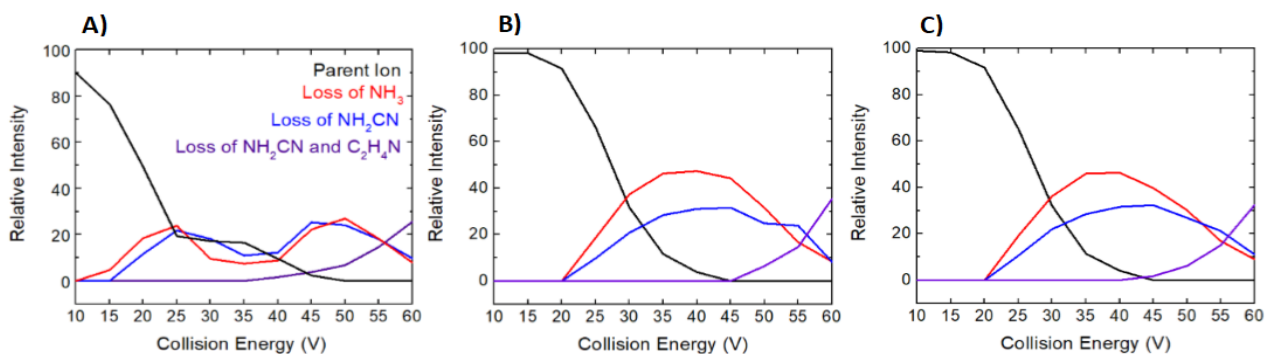 A)
B)
C)
Parent Ion
Loss of NH₃
Loss of NH₂CN
Loss of NH₂CN and C₂H₄N
Relative Intensity
100
80
60
40
20
0
10 15 20 25 30 35 40 45 50 55 60
Collision Energy (V)
Relative Intensity
100
80
60
40
20
0
10 15 20 25 30 35 40 45 50 55 60
Collision Energy (V)
Relative Intensity
100
80
60
40
20
0
10 15 20 25 30 35 40 45 50 55 60
Collision Energy (V)